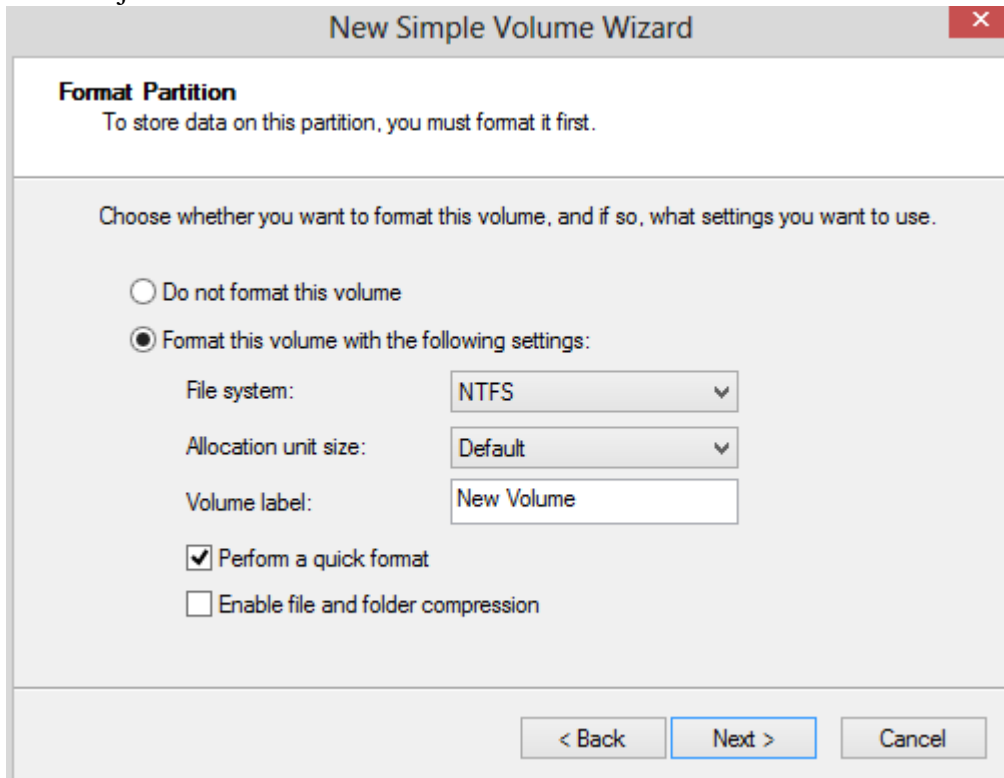 New Simple Volume Wizard
Format Partition
To store data on this partition, you must format it first.
Choose whether you want to format this volume, and if so, what settings you want to use.
Do not format this volume
Format this volume with the following settings:
File system: NTFS
Allocation unit size: Default
Volume label: New Volume
Perform a quick format
Enable file and folder compression
< Back Next > Cancel